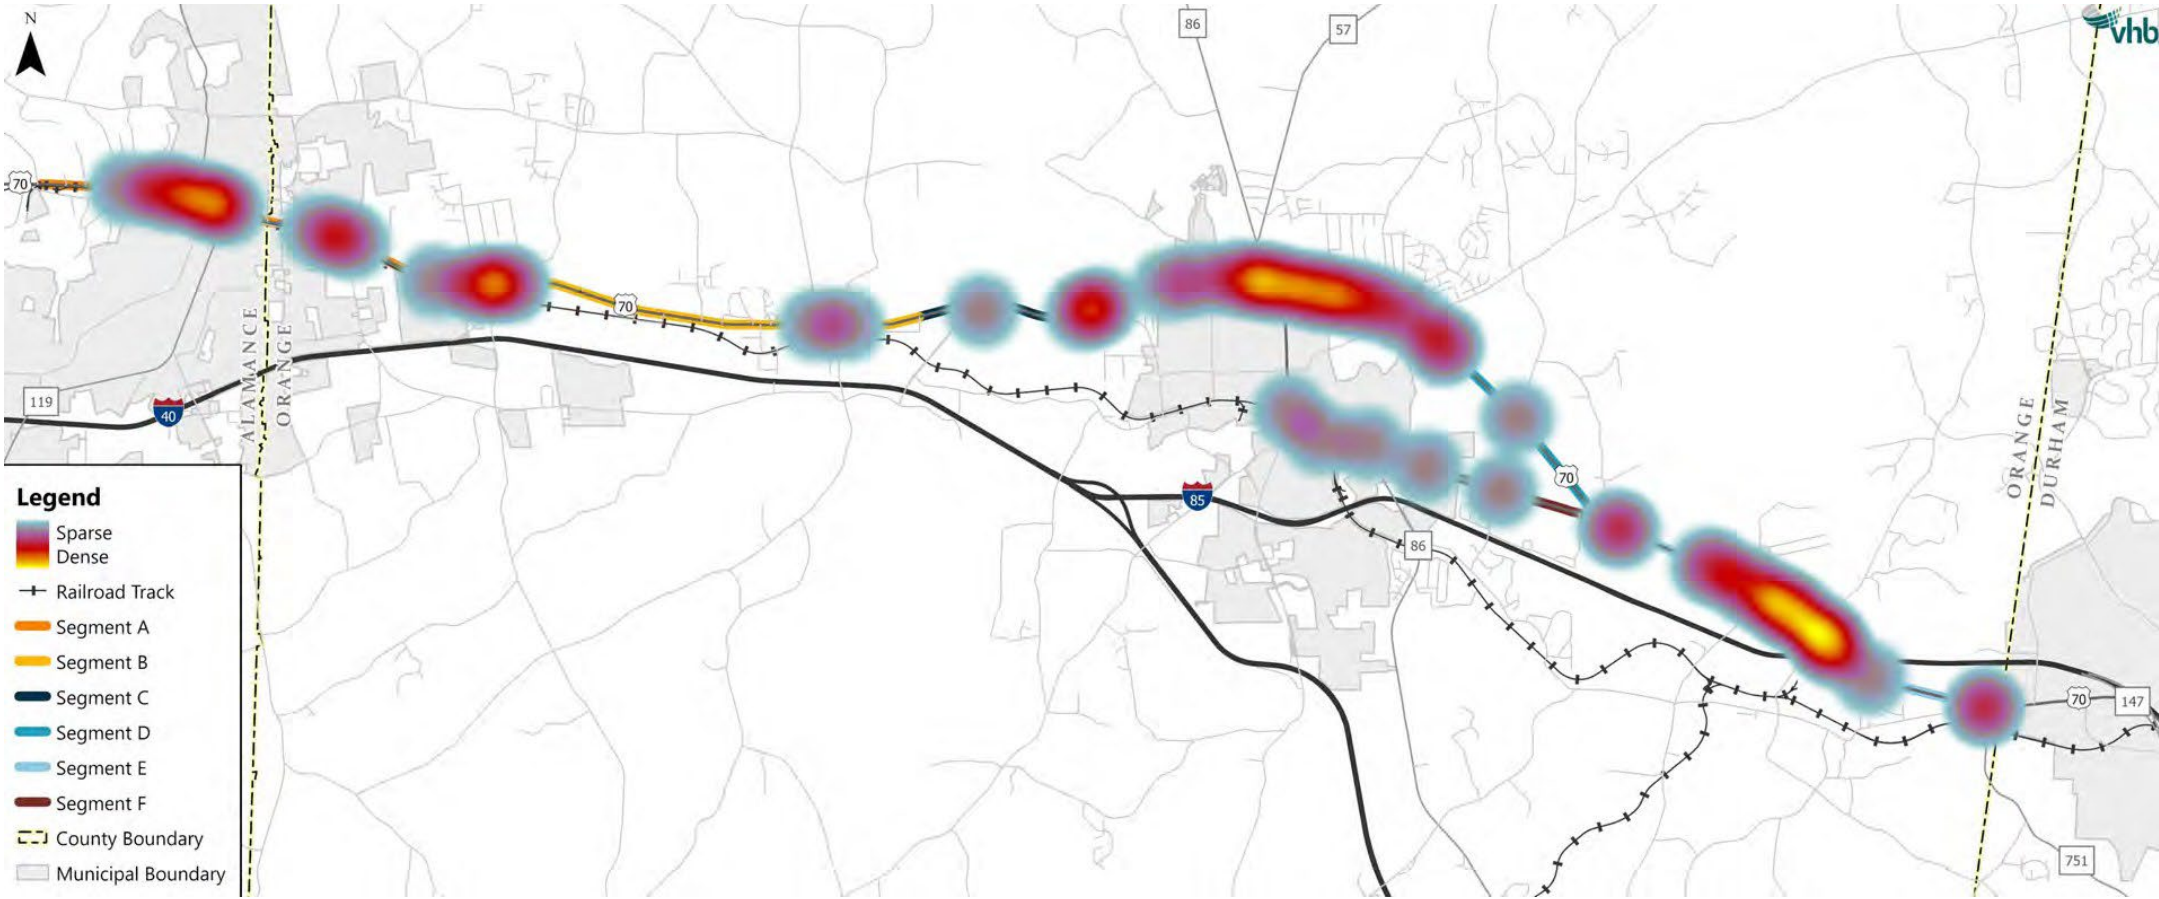 N
86
57
vhb
70
70
119
40
ALAMANCE
ORANGE
85
86
70
ORANGE
DURHAM
70
147
751
Legend
Sparse
Dense
Railroad Track
Segment A
Segment B
Segment C
Segment D
Segment E
Segment F
County Boundary
Municipal Boundary